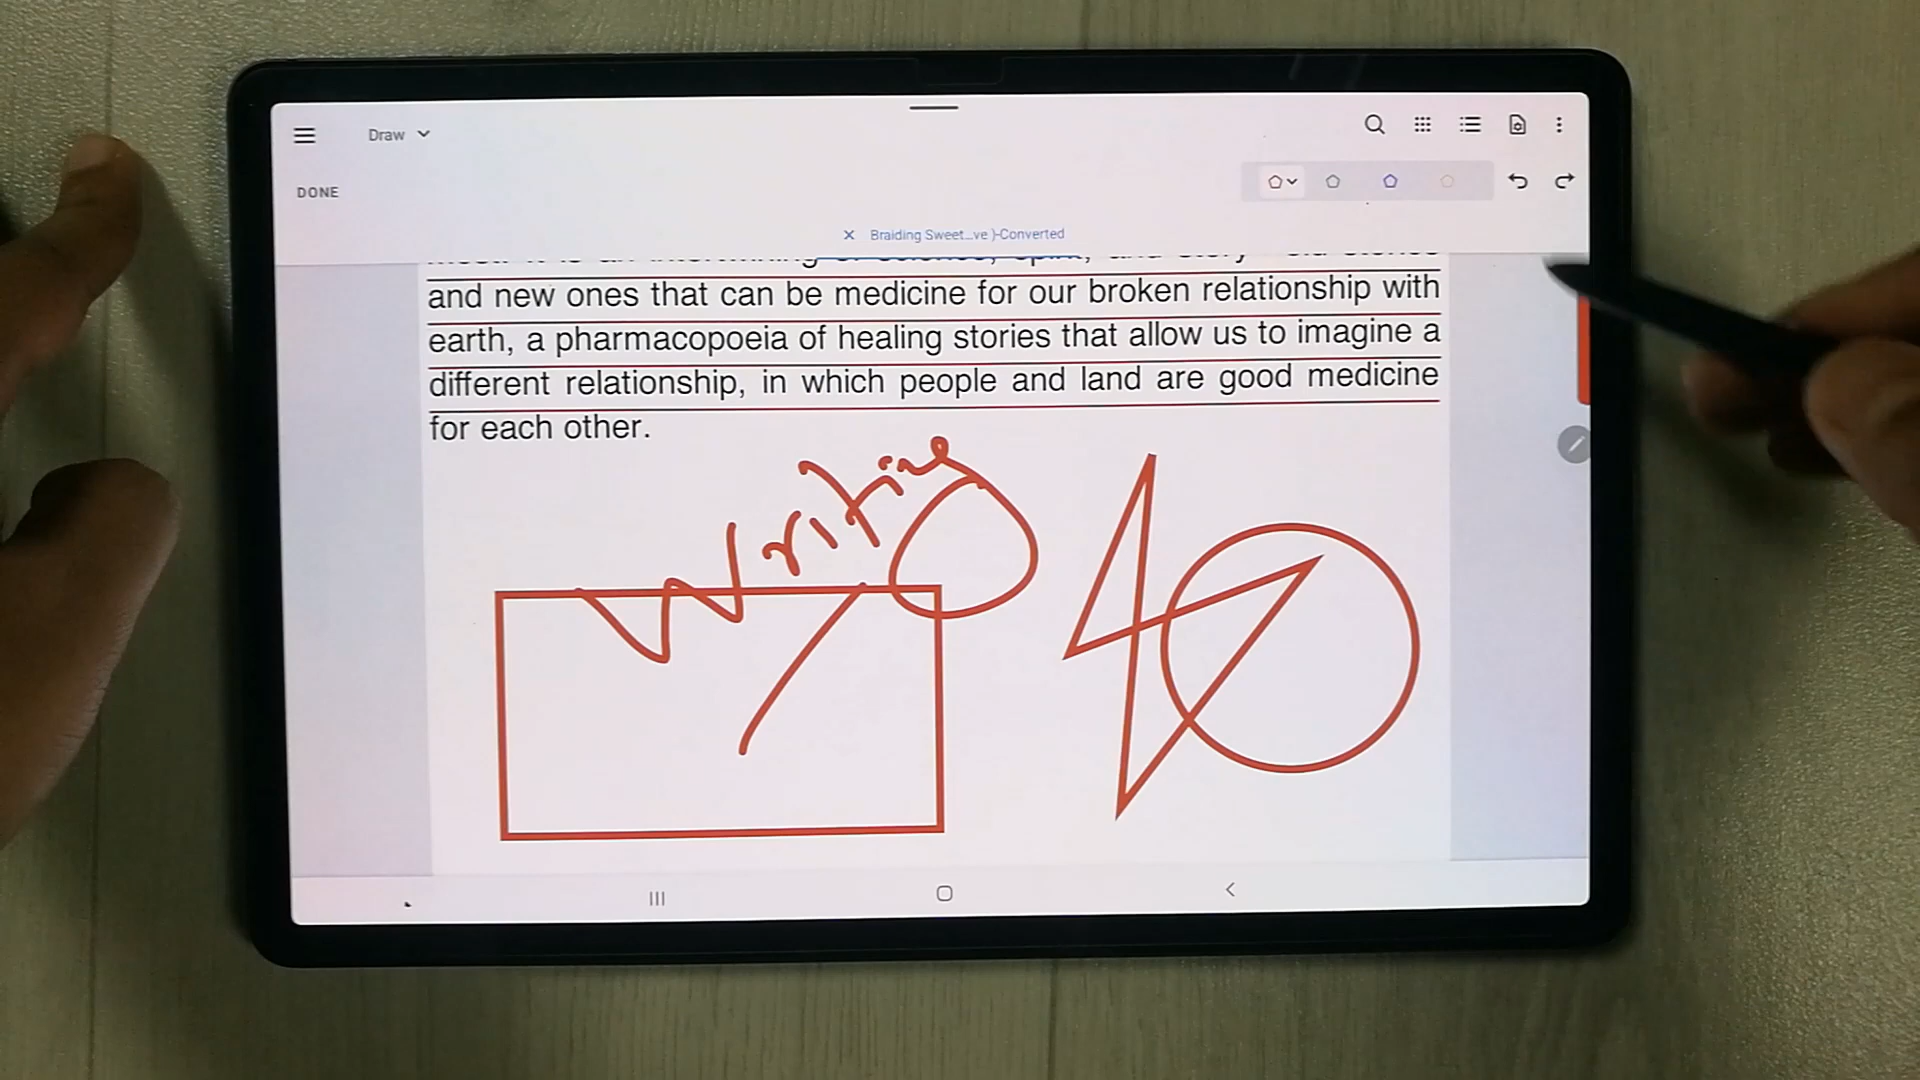 Draw
DONE
Braiding Sweet...ve )-Converted
and new ones that can be medicine for our broken relationship with
earth, a pharmacopoeia of healing stories that allow us to imagine a
different relationship, in which people and land are good medicine
for each other.
Writing